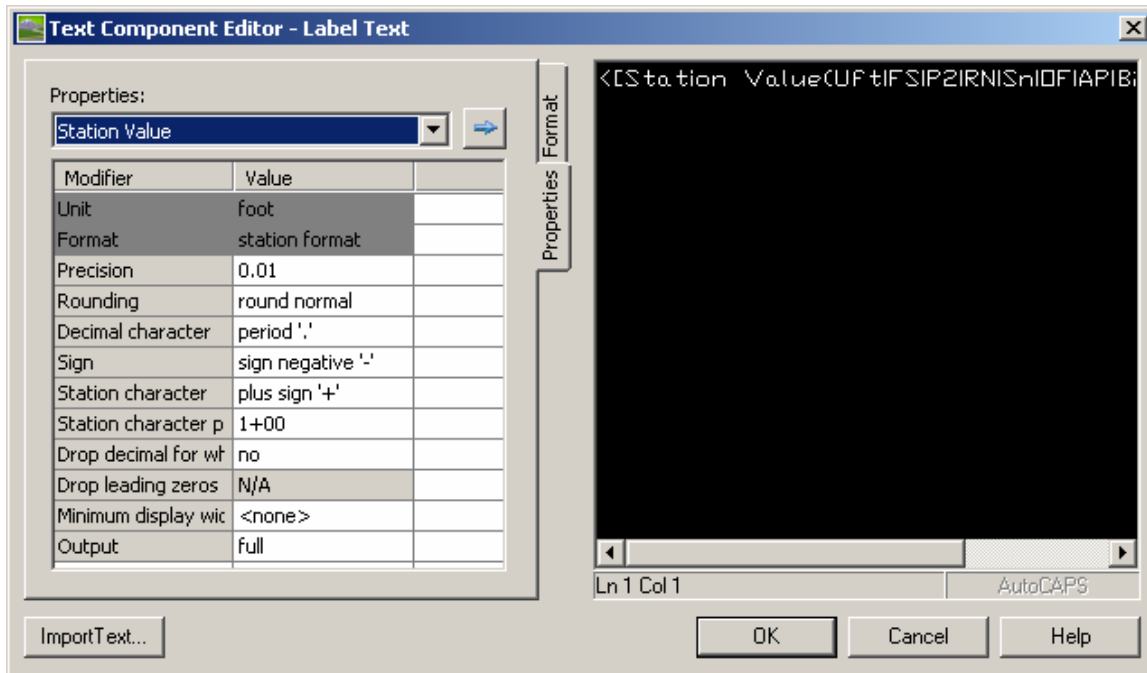 Text Component Editor - Label Text
Properties:
Station Value
Modifier Value
Unit foot
Format station format
Precision 0.01
Rounding round normal
Decimal character period '.'
Sign sign negative '-'
Station character plus sign '+'
Station character p 1+00
Drop decimal for wh no
Drop leading zeros N/A
Minimum display wic <none>
Output full
Format
Properties
<[Station Value(Uft|FS|P2|RN|Sn|OF|AP|Bi
Ln 1 Col 1
AutoCAPS
ImportText...
OK
Cancel
Help